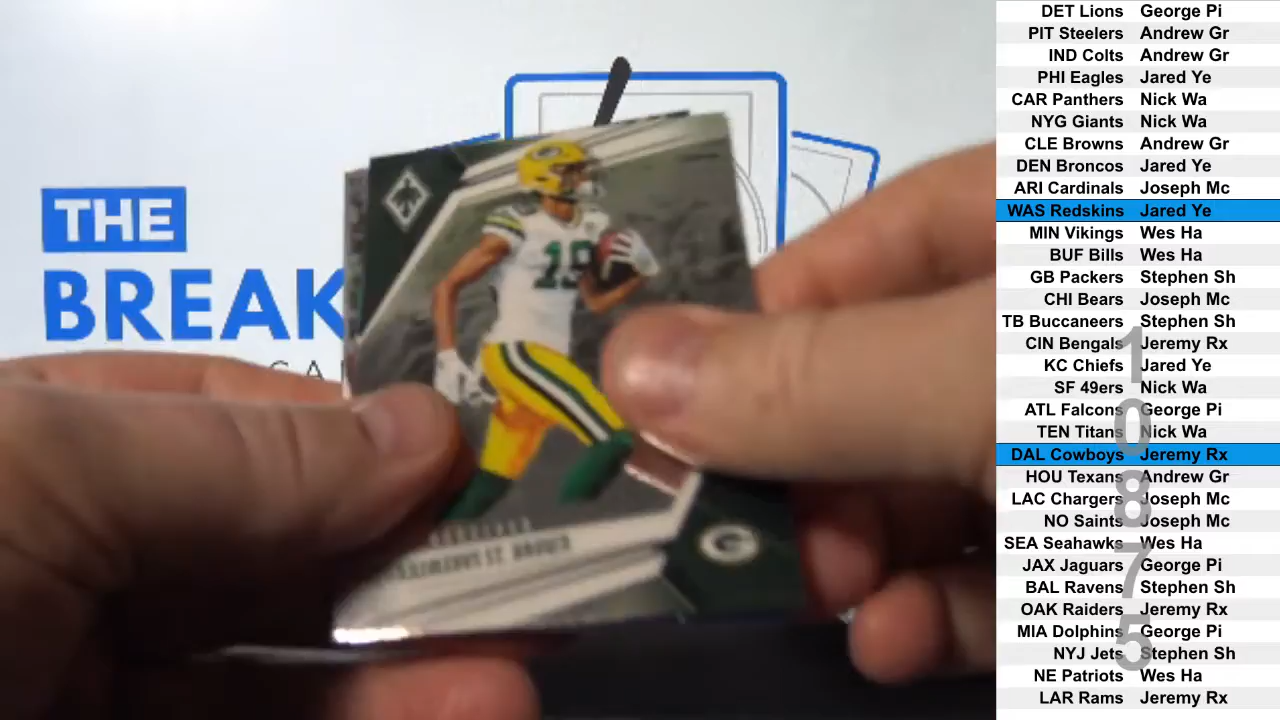 THE
BREAK
19
EQUANIMEOUS ST. BROWN
G
DET Lions George Pi
PIT Steelers Andrew Gr
IND Colts Andrew Gr
PHI Eagles Jared Ye
CAR Panthers Nick Wa
NYG Giants Nick Wa
CLE Browns Andrew Gr
DEN Broncos Jared Ye
ARI Cardinals Joseph Mc
WAS Redskins Jared Ye
MIN Vikings Wes Ha
BUF Bills Wes Ha
GB Packers Stephen Sh
CHI Bears Joseph Mc
TB Buccaneers Stephen Sh
CIN Bengals Jeremy Rx
KC Chiefs Jared Ye
SF 49ers Nick Wa
ATL Falcons George Pi
TEN Titans Nick Wa
DAL Cowboys Jeremy Rx
HOU Texans Andrew Gr
LAC Chargers Joseph Mc
NO Saints Joseph Mc
SEA Seahawks Wes Ha
JAX Jaguars George Pi
BAL Ravens Stephen Sh
OAK Raiders Jeremy Rx
MIA Dolphins George Pi
NYJ Jets Stephen Sh
NE Patriots Wes Ha
LAR Rams Jeremy Rx
10875